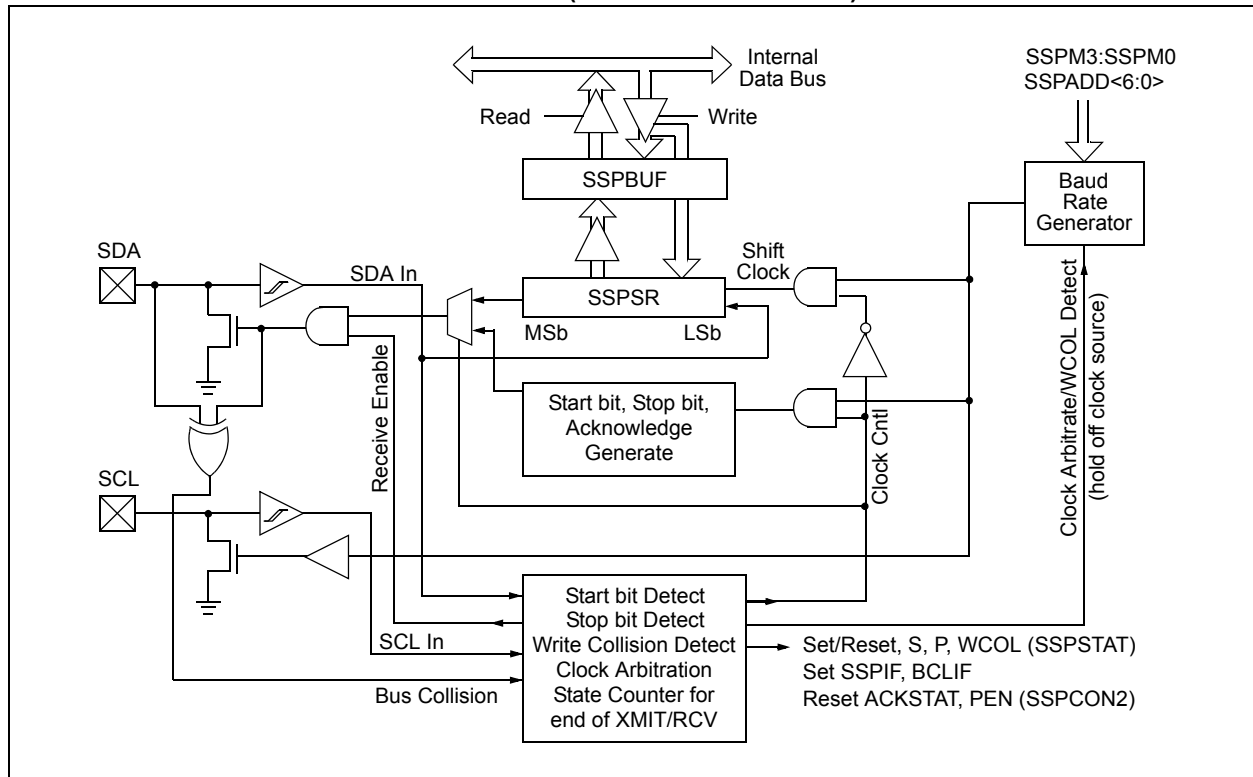 Internal
Data Bus
SSPM3:SSPM0
SSPADD<6:0>
Read
Write
SSPBUF
Baud
Rate
Generator
SDA
SDA In
Shift
Clock
SSPSR
MSb
LSb
Receive Enable
Start bit, Stop bit,
Acknowledge
Generate
Clock Cntl
Clock Arbitrate/WCOL Detect
(hold off clock source)
SCL
SCL In
Bus Collision
Start bit Detect
Stop bit Detect
Write Collision Detect
Clock Arbitration
State Counter for
end of XMIT/RCV
Set/Reset, S, P, WCOL (SSPSTAT)
Set SSPIF, BCLIF
Reset ACKSTAT, PEN (SSPCON2)